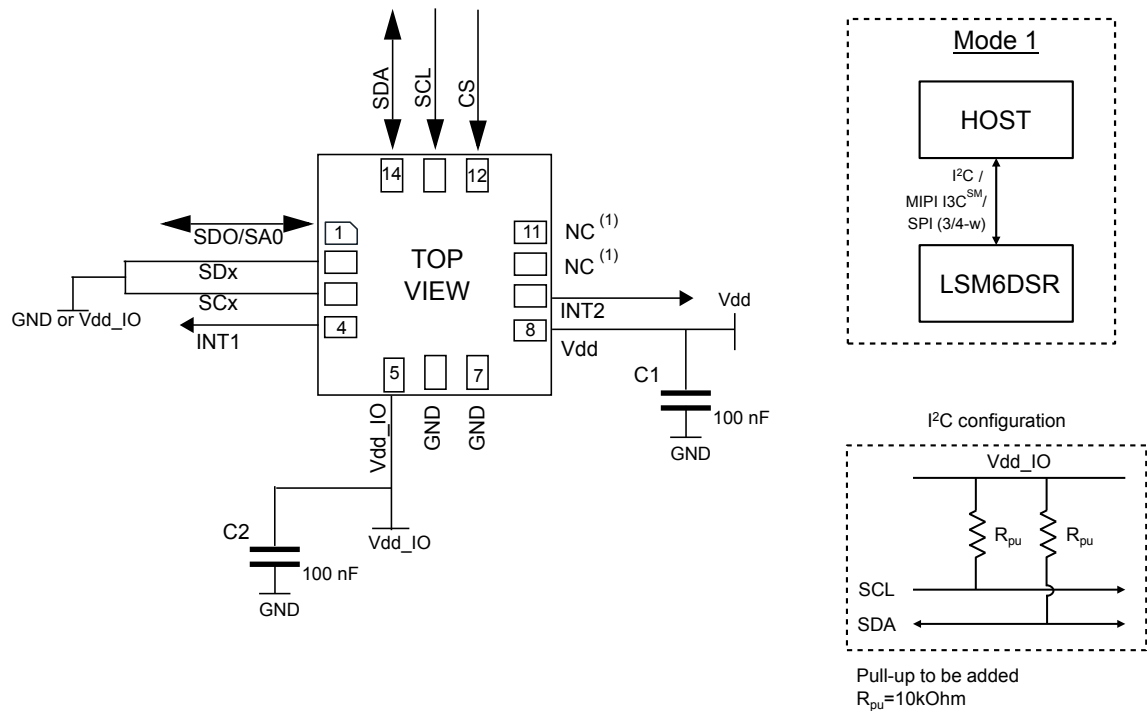 SDA
SCL
CS
14
12
SDO/SA0
1
11
NC (1)
NC (1)
TOP
VIEW
SDx
SCx
GND or Vdd_IO
INT1
4
INT2
8
Vdd
Vdd
5
7
Vdd_IO
GND
GND
C1
100 nF
GND
C2
100 nF
GND
Vdd_IO
Mode 1
HOST
I²C /
MIPI I3C^SM/
SPI (3/4-w)
LSM6DSR
I²C configuration
Vdd_IO
Rpu
Rpu
SCL
SDA
Pull-up to be added
Rpu=10kOhm